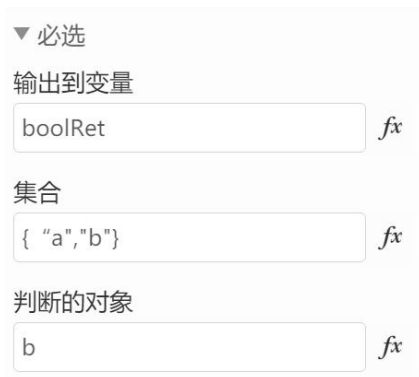 ▼ 必选
输出到变量
boolRet fx
集合
{ “a","b"} fx
判断的对象
b fx